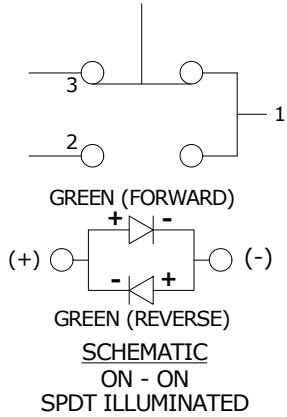 3
1
2
GREEN (FORWARD)
+ -
(+) (-)
- +
GREEN (REVERSE)
SCHEMATIC
ON - ON
SPDT ILLUMINATED